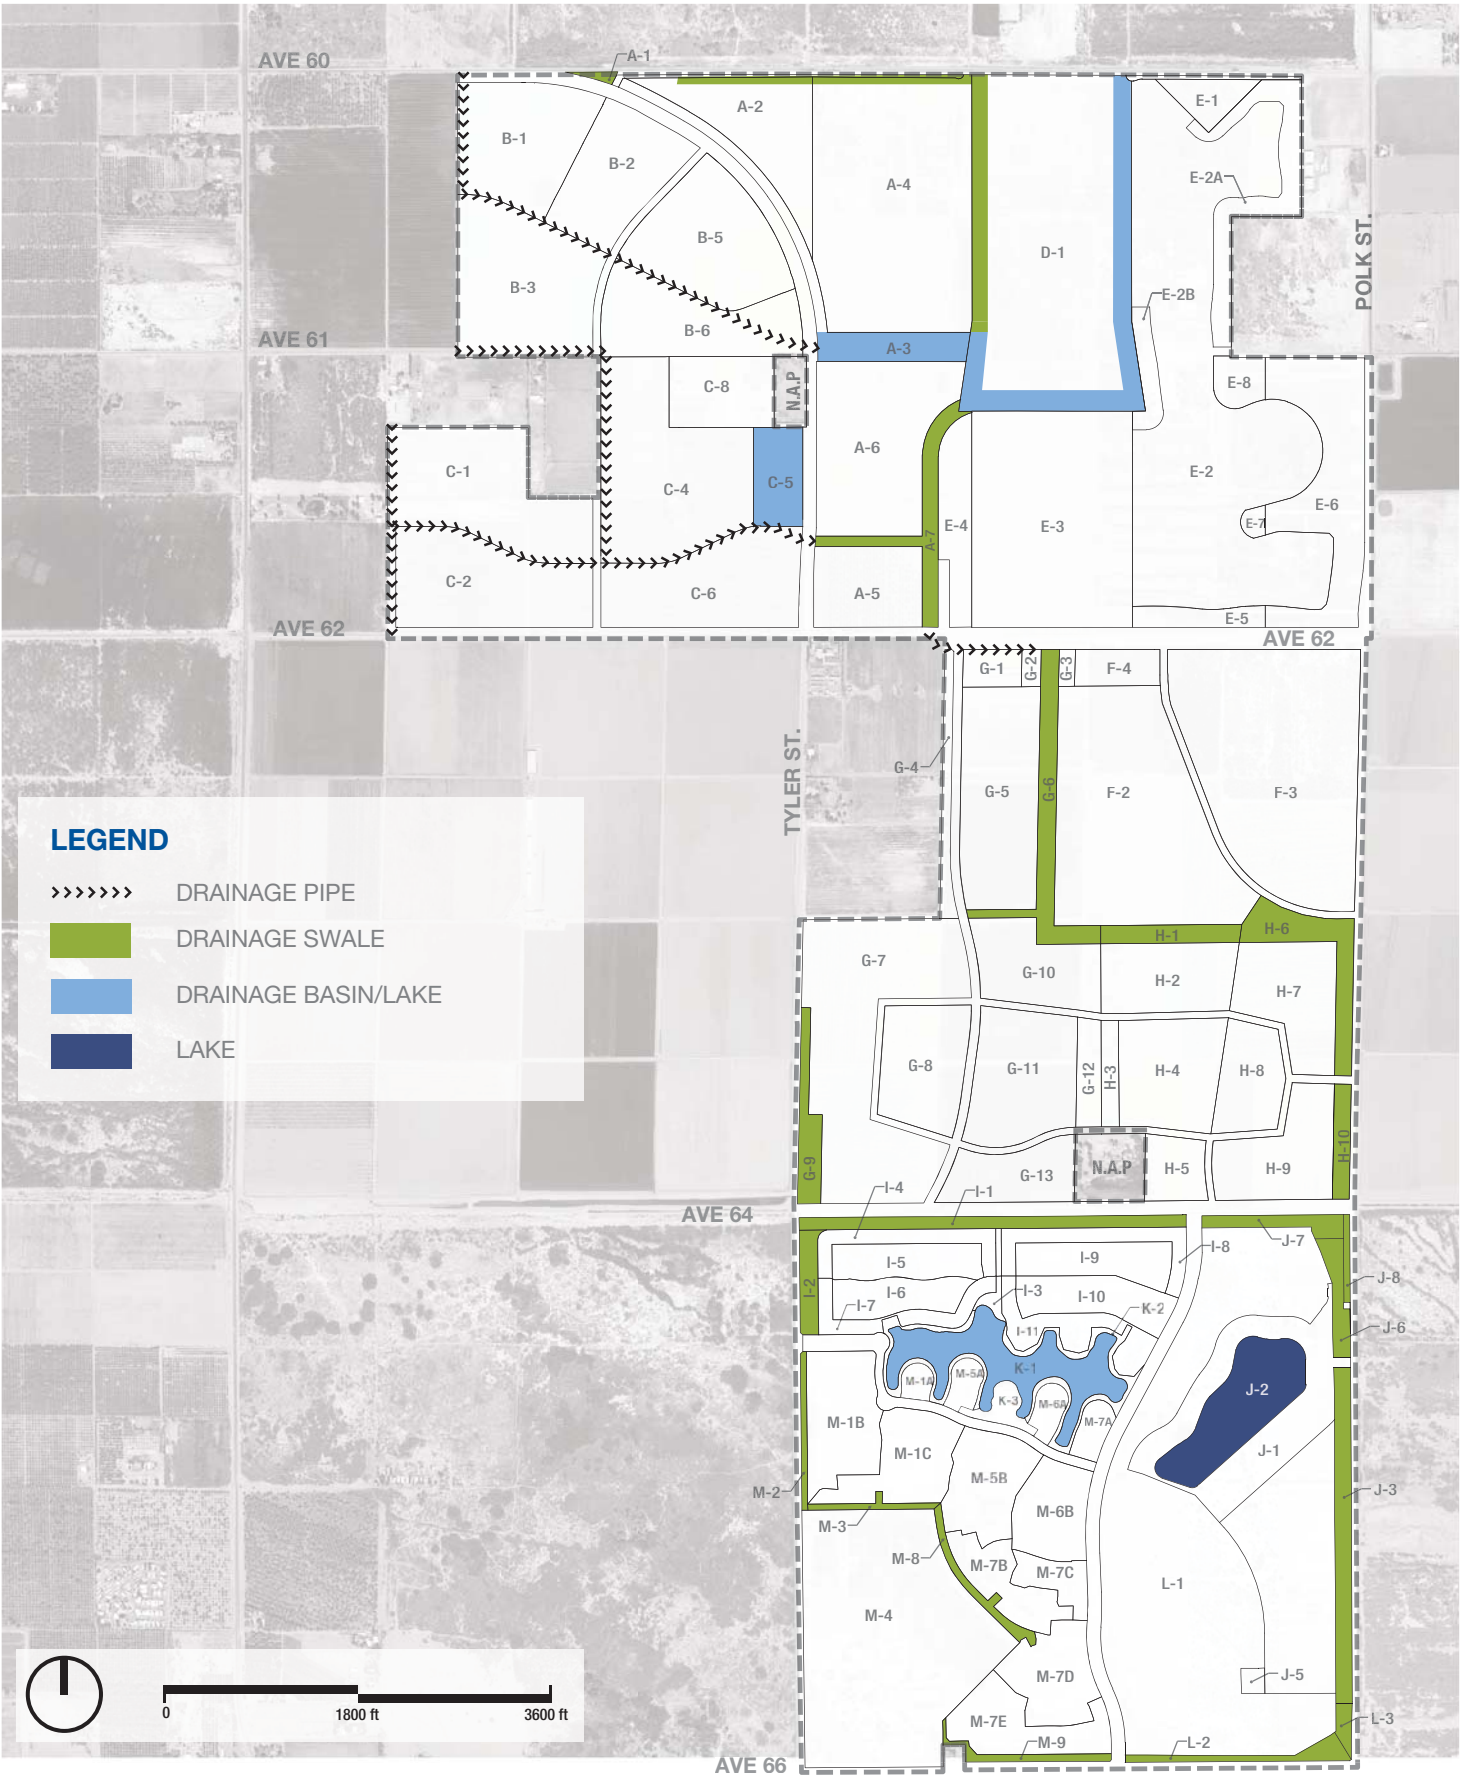 AVE 60
A-1
E-1
A-2
B-1
B-2
E-2A
A-4
B-5
POLK ST.
D-1
B-3
E-2B
B-6
AVE 61
A-3
C-8
N.A.P
E-8
A-6
C-1
E-2
C-4
C-5
E-6
E-7
E-4
E-3
A-7
C-2
C-6
A-5
E-5
AVE 62
AVE 62
G-1
G-2
G-3
F-4
TYLER ST.
G-4
G-5
G-6
F-2
F-3
LEGEND
DRAINAGE PIPE
DRAINAGE SWALE
DRAINAGE BASIN/LAKE
LAKE
H-1
H-6
G-7
G-10
H-2
H-7
G-8
G-11
G-12
H-3
H-4
H-8
G-9
G-13
N.A.P
H-5
H-9
H-10
I-4
I-1
AVE 64
J-7
I-8
I-5
I-9
J-8
I-2
I-6
I-3
I-10
I-7
K-2
J-6
I-11
K-1
M-1A
M-5A
J-2
K-3
M-6A
M-7A
M-1B
M-1C
J-1
M-5B
M-2
J-3
M-6B
M-3
M-8
M-7B
M-7C
L-1
M-4
M-7D
J-5
0
1800 ft
3600 ft
M-7E
L-3
M-9
L-2
AVE 66